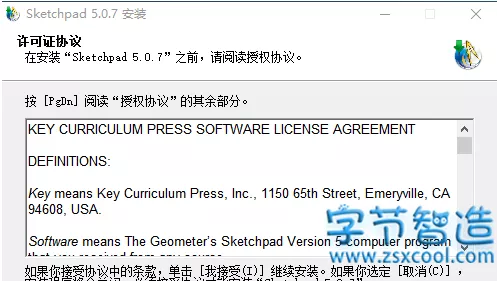 Sketchpad 5.0.7 安装
许可证协议
在安装“Sketchpad 5.0.7”之前，请阅读授权协议。
按 [PgDn] 阅读“授权协议”的其余部分。
KEY CURRICULUM PRESS SOFTWARE LICENSE AGREEMENT
DEFINITIONS:
Key means Key Curriculum Press, Inc., 1150 65th Street, Emeryville, CA
94608, USA.
Software means The Geometer's Sketchpad Version 5 computer program
that you received from any source.
字节智造
www.zsxcool.com
如果你接受协议中的条款，单击 [我接受(I)] 继续安装。如果你选定 [取消(C)] ，